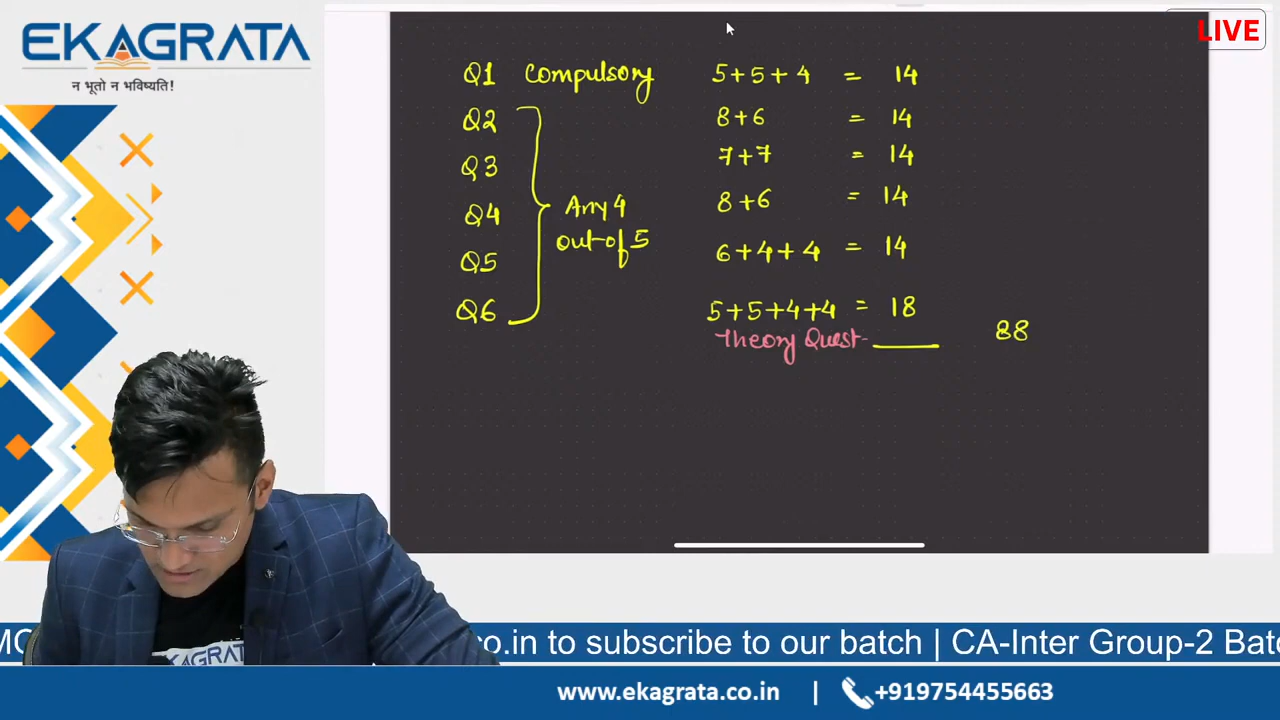 EKAGRATA
न भूतो न भविष्यति!
LIVE
Q1 Compulsory 5+5+4 = 14
Q2 8+6 = 14
Q3 7+7 = 14
Q4 Any 4 8+6 = 14
out of 5
Q5 6+4+4 = 14
Q6 5+5+4+4 = 18
Theory Quest 88
EKAGRATA
co.in to subscribe to our batch | CA-Inter Group-2
www.ekagrata.co.in | +919754455663